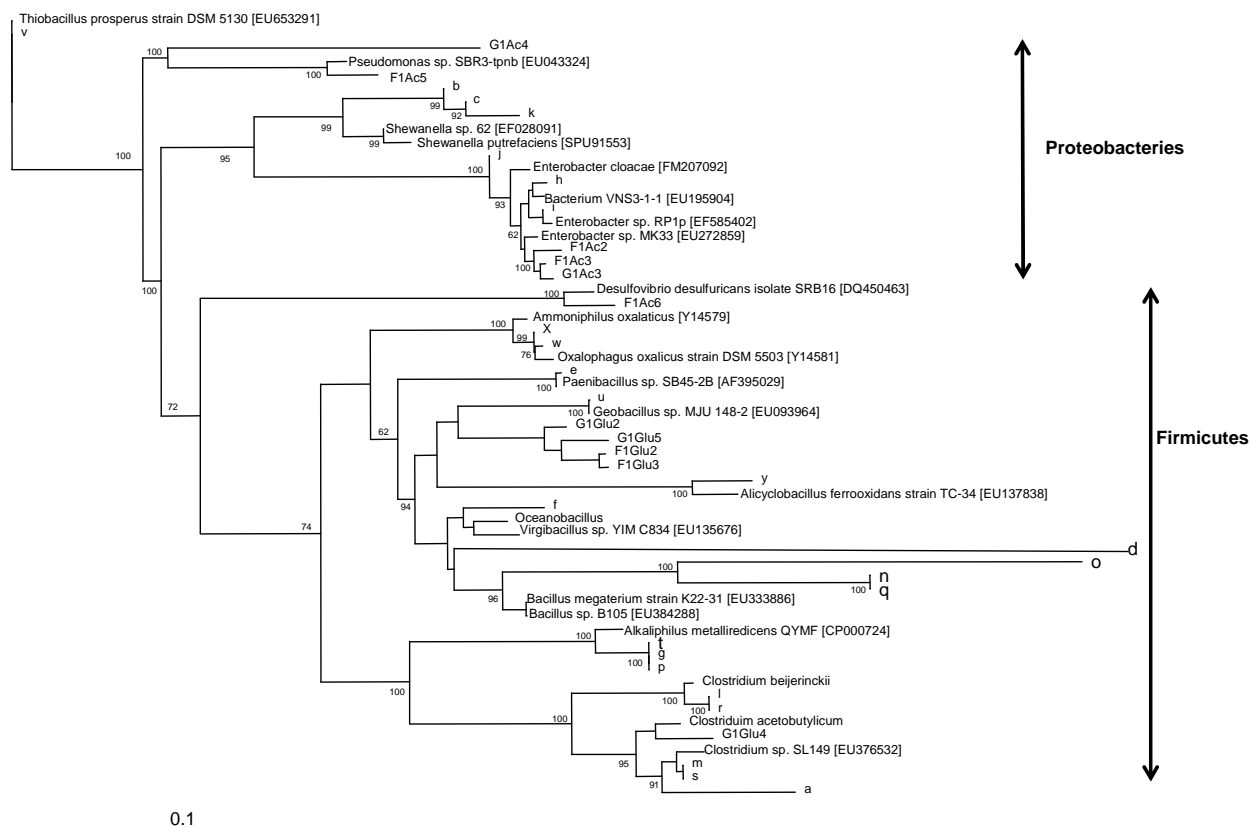 Thiobacillus prosperus strain DSM 5130 [EU653291]
v
G1Ac4
100
Pseudomonas sp. SBR3-tpnb [EU043324]
100
F1Ac5
b
99
c
92
k
99
Shewanella sp. 62 [EF028091]
99
Shewanella putrefaciens [SPU91553]
100
95
j
Proteobacteries
100
Enterobacter cloacae [FM207092]
h
93
Bacterium VNS3-1-1 [EU195904]
i
Enterobacter sp. RP1p [EF585402]
62
Enterobacter sp. MK33 [EU272859]
F1Ac2
F1Ac3
100
G1Ac3
100
Desulfovibrio desulfuricans isolate SRB16 [DQ450463]
100
F1Ac6
Ammoniphilus oxalaticus [Y14579]
100
X
99
w
76
Oxalophagus oxalicus strain DSM 5503 [Y14581]
e
100
Paenibacillus sp. SB45-2B [AF395029]
u
72
100
Geobacillus sp. MJU 148-2 [EU093964]
G1Glu2
62
G1Glu5
Firmicutes
F1Glu2
F1Glu3
y
100
Alicyclobacillus ferrooxidans strain TC-34 [EU137838]
94
f
Oceanobacillus
74
Virgibacillus sp. YIM C834 [EU135676]
d
o
100
n
100
q
96
Bacillus megaterium strain K22-31 [EU333886]
Bacillus sp. B105 [EU384288]
Alkaliphilus metalliredicens QYMF [CP000724]
100
t
g
100
p
Clostridium beijerinckii
100
l
100
100
r
100
Clostriduim acetobutylicum
G1Glu4
Clostridium sp. SL149 [EU376532]
95
m
s
91
a
0.1